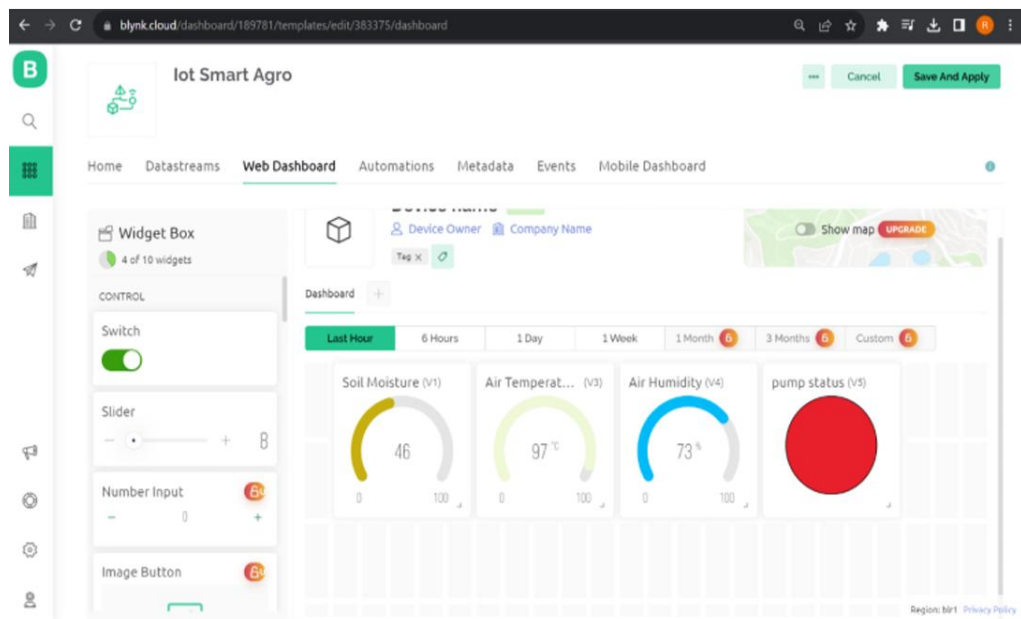 blynk.cloud/dashboard/189781/templates/edit/383375/dashboard
R
B
Iot Smart Agro
Cancel
Save And Apply
Home Datastreams Web Dashboard Automations Metadata Events Mobile Dashboard
Widget Box
4 of 10 widgets
CONTROL
Switch
Slider
8
Number Input
0
Image Button
Device name
Device Owner Company Name
Tag
Show map UPGRADE
Dashboard
Last Hour 6 Hours 1 Day 1 Week 1 Month 3 Months Custom
Soil Moisture (V1)
46
0 100
Air Temperat... (V3)
97 °C
0 100
Air Humidity (V4)
73 %
0 100
pump status (V5)
Region: blr1 Privacy Policy